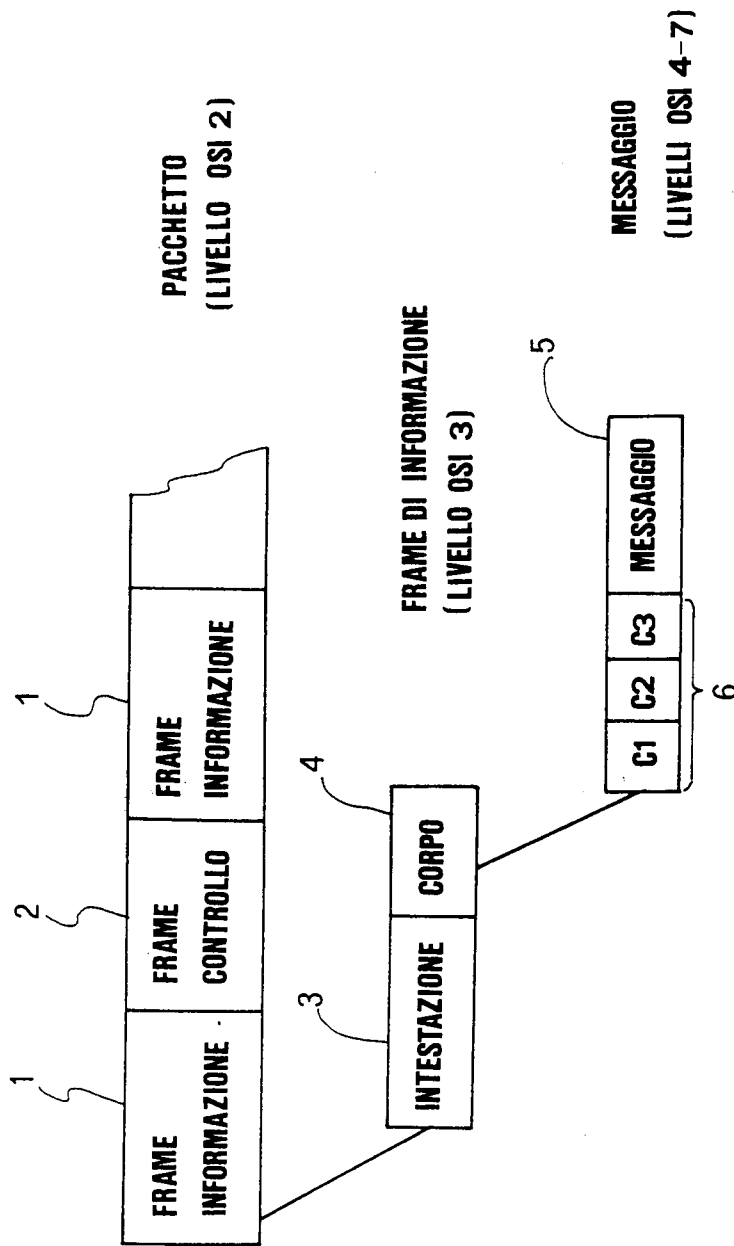 1
2
1
FRAME
INFORMAZIONE
FRAME
CONTROLLO
FRAME
INFORMAZIONE
PACCHETTO
(LIVELLO OSI 2)
3
4
INTESTAZIONE
CORPO
FRAME DI INFORMAZIONE
(LIVELLO OSI 3)
5
C1
C2
C3
MESSAGGIO
6
MESSAGGIO
(LIVELLI OSI 4-7)